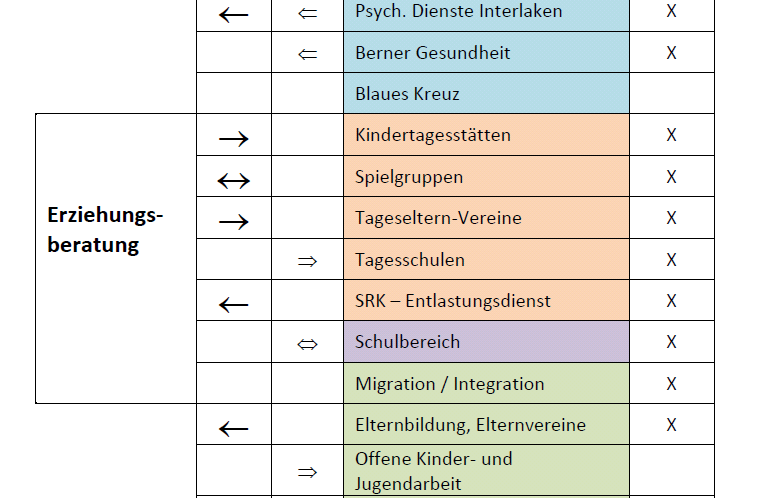 ← ⇐ Psych. Dienste Interlaken X
⇐ Berner Gesundheit X
Blaues Kreuz
→ Kindertagesstätten X
↔ Spielgruppen X
Erziehungs-
beratung
→ Tageseltern-Vereine X
⇒ Tagesschulen X
← SRK – Entlastungsdienst X
⇔ Schulbereich X
Migration / Integration X
← Elternbildung, Elternvereine X
⇒ Offene Kinder- und
Jugendarbeit